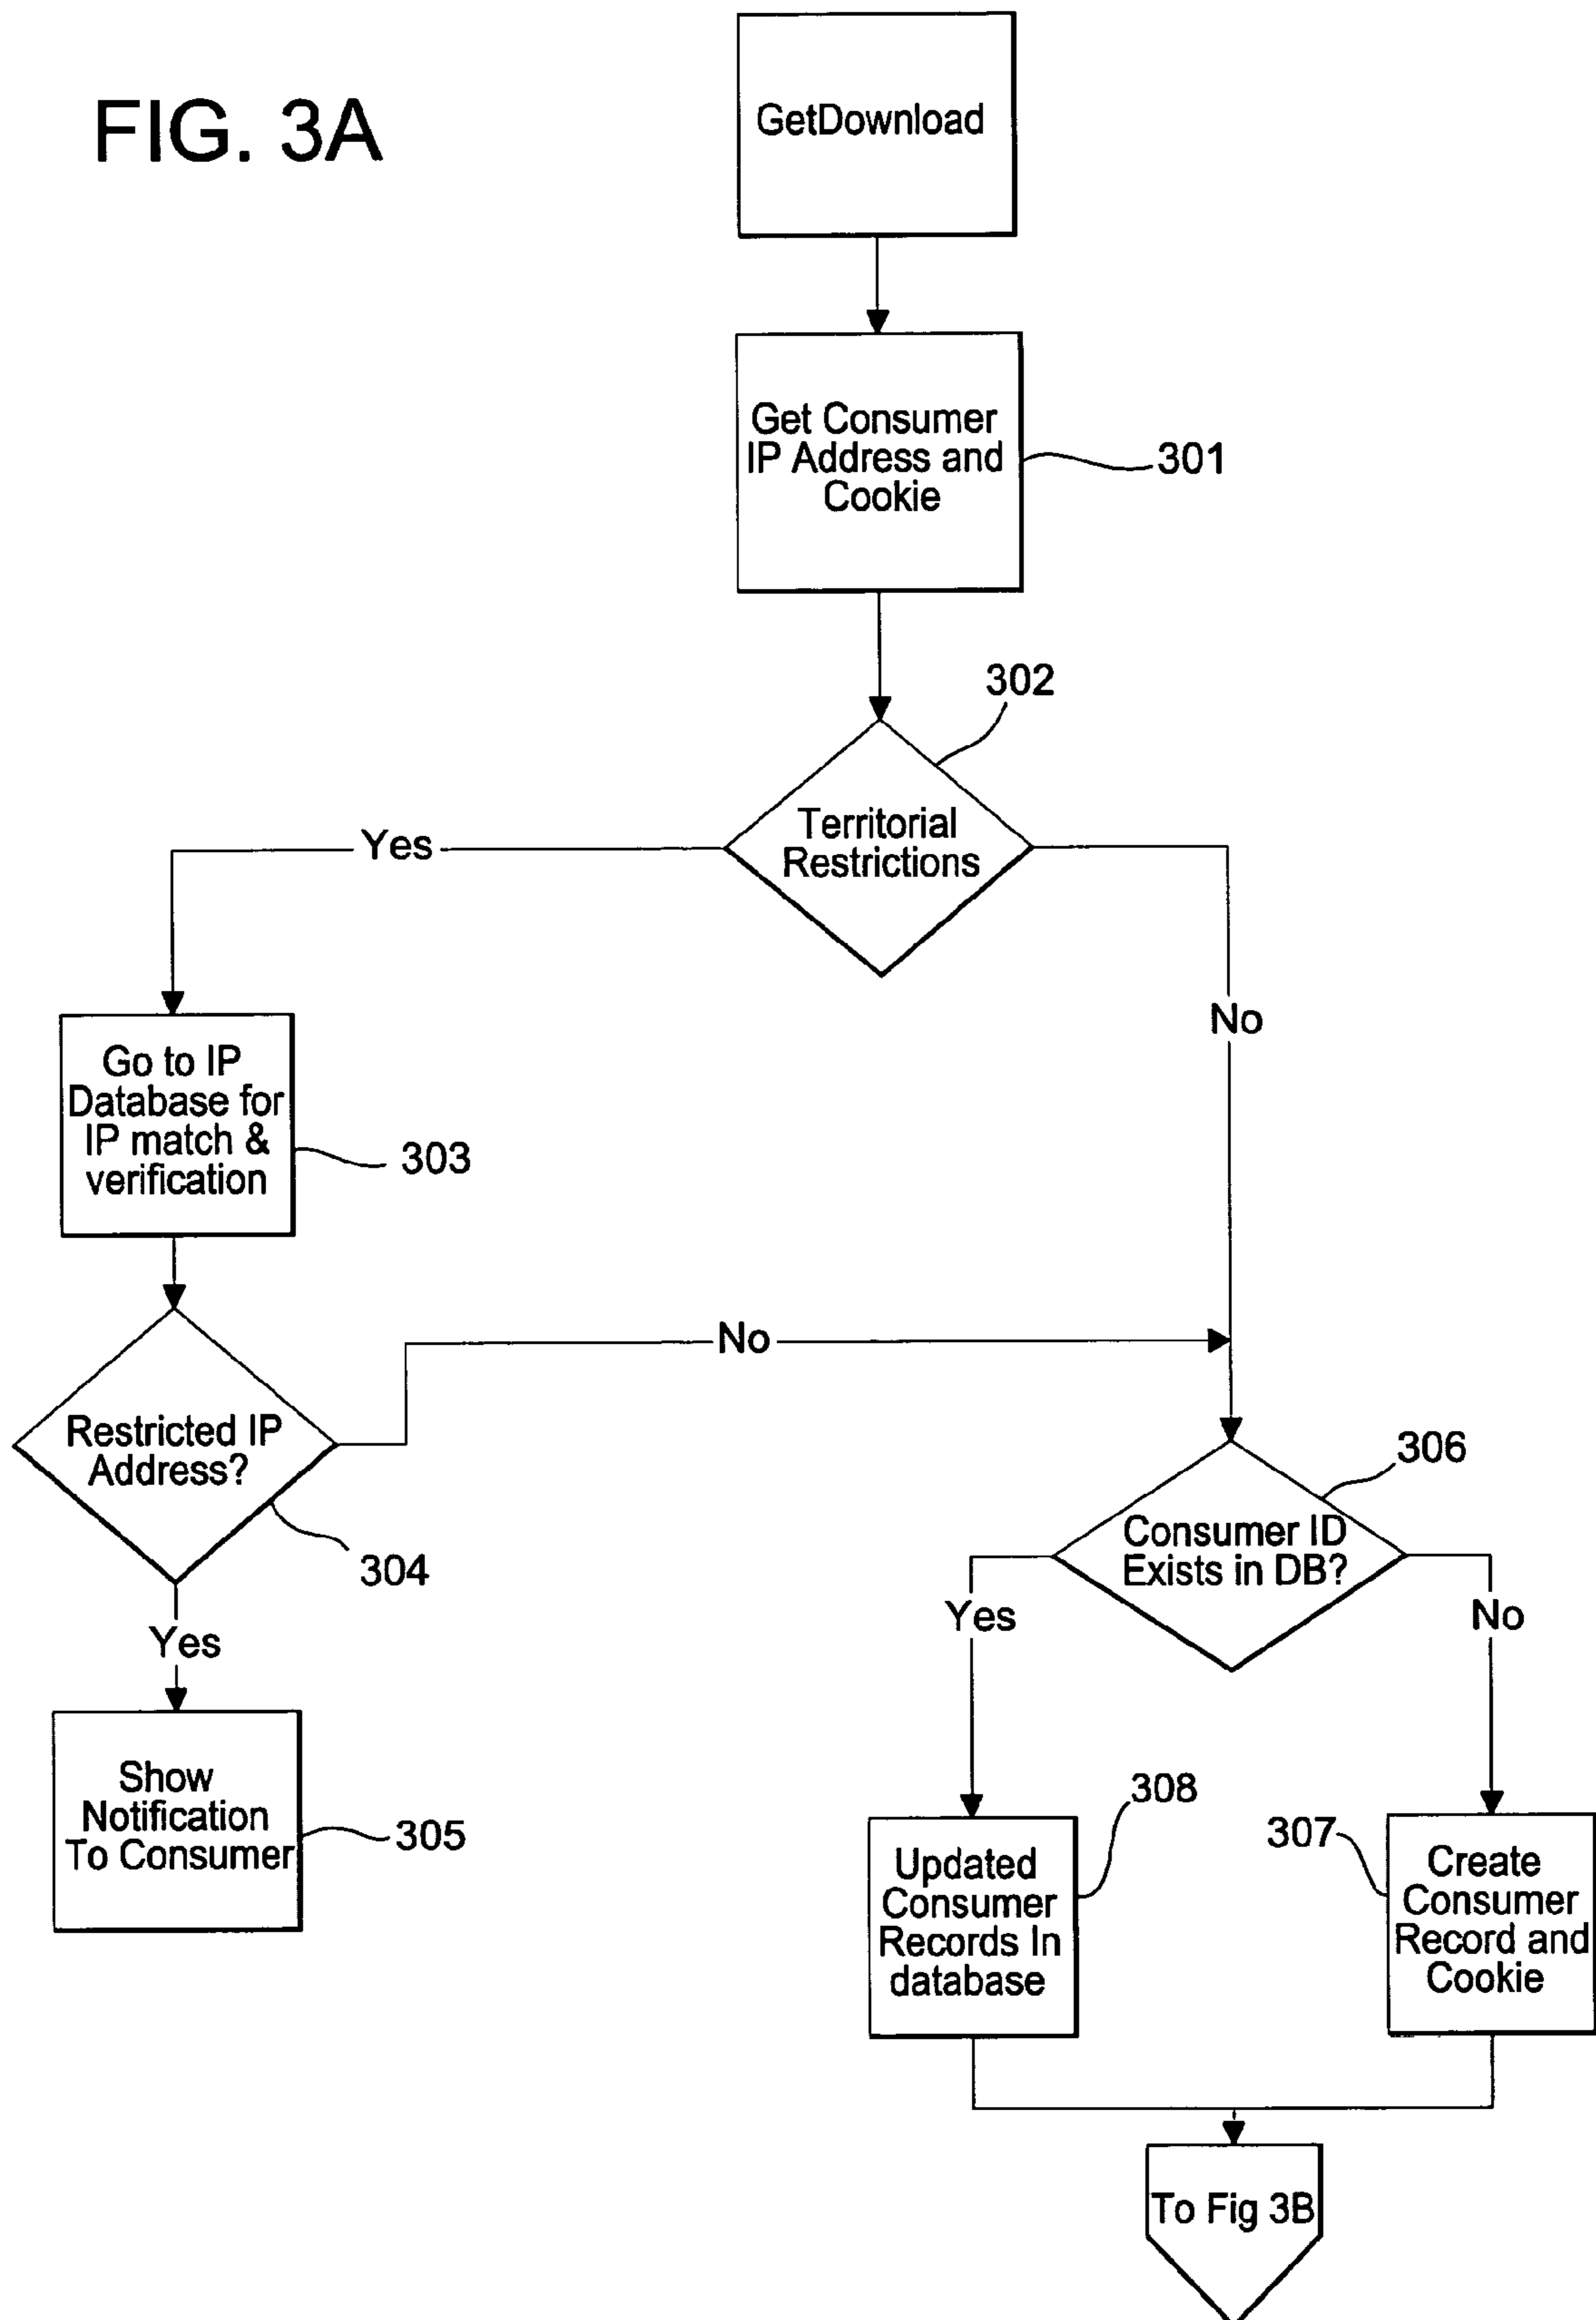 FIG. 3A
GetDownload
Get Consumer
IP Address and
Cookie
301
302
Territorial
Restrictions
Yes
No
Go to IP
Database for
IP match &
verification
303
No
Restricted IP
Address?
304
306
Consumer ID
Exists in DB?
Yes
Yes
No
Show
Notification
To Consumer
305
308
Updated
Consumer
Records In
database
307
Create
Consumer
Record and
Cookie
To Fig 3B